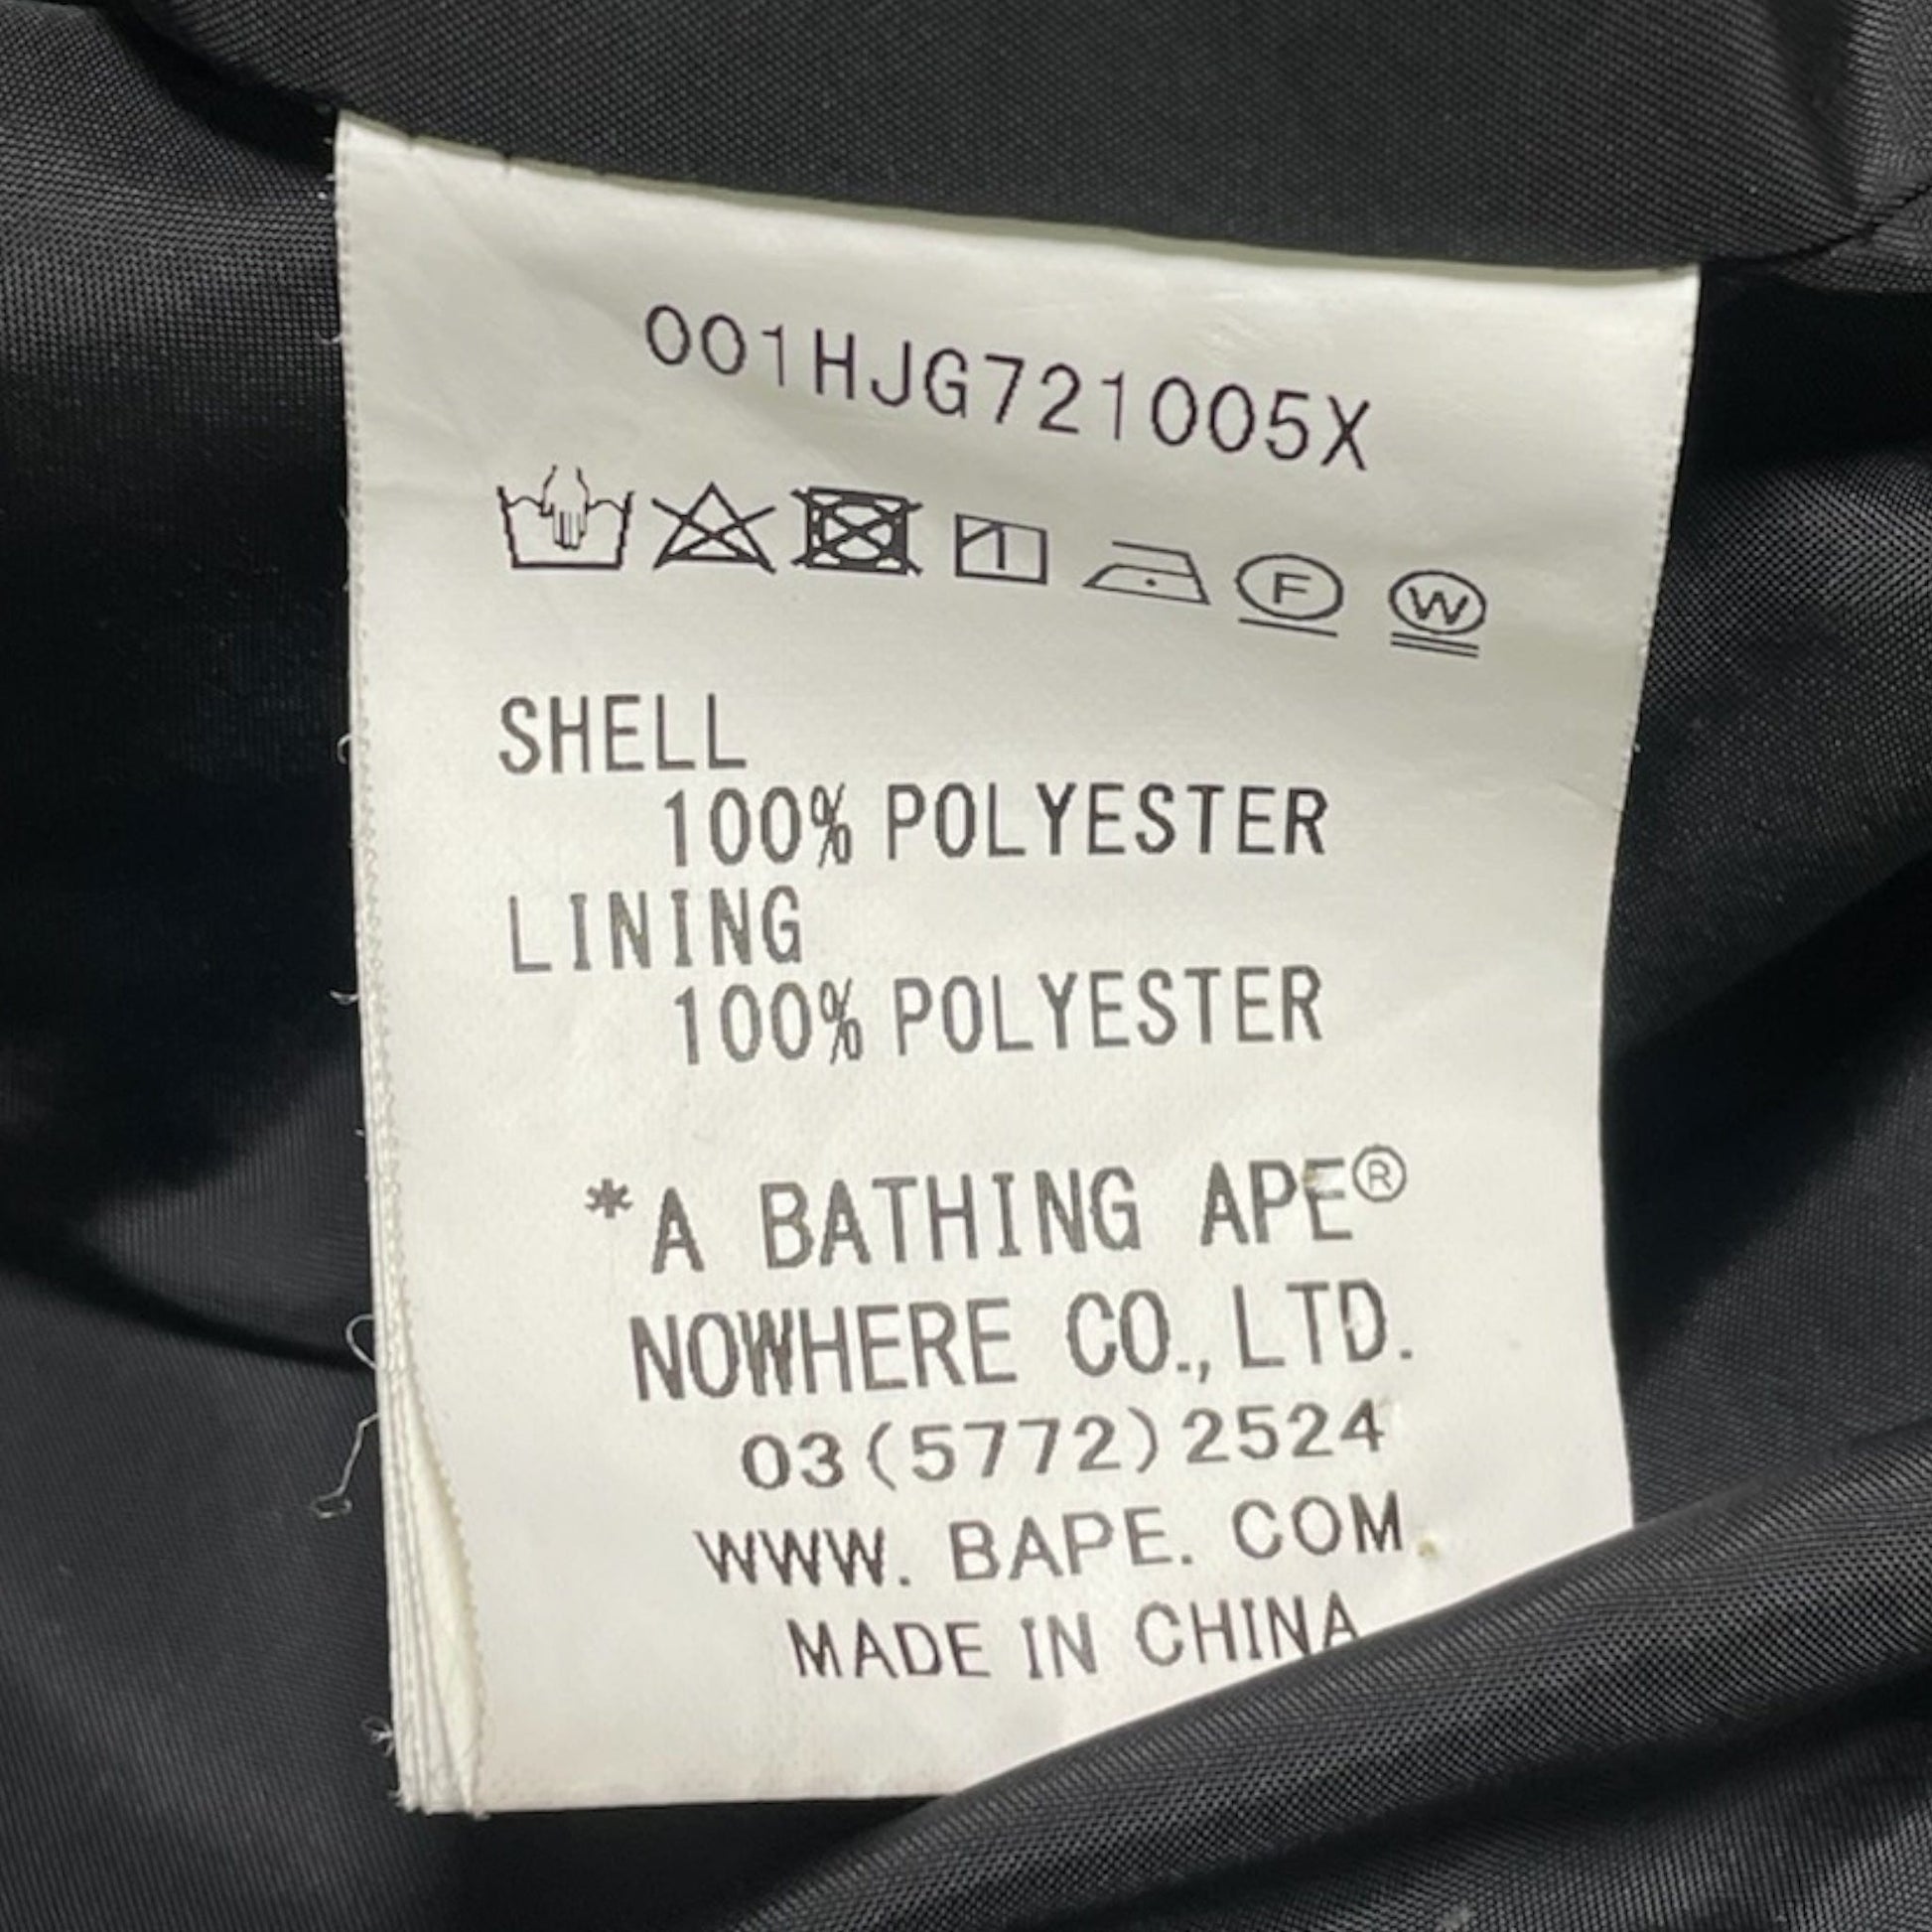 001HJG721005X
F W
SHELL
100% POLYESTER
LINING
100% POLYESTER
*A BATHING APE®
NOWHERE CO., LTD.
03(5772)2524
WWW. BAPE. COM
MADE IN CHINA